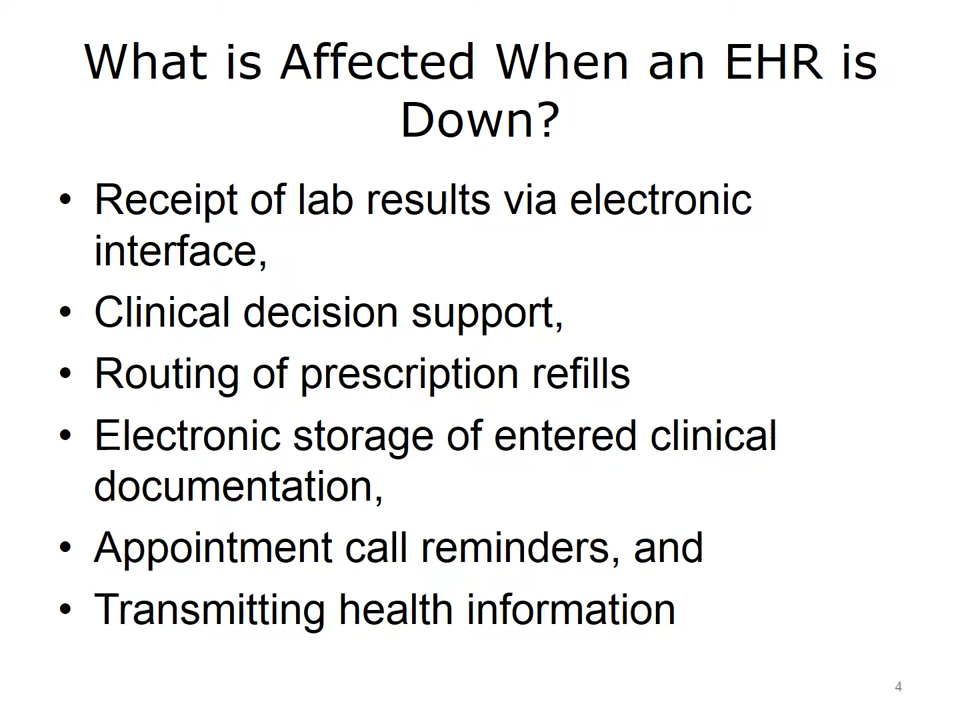 What is Affected When an EHR is
Down?
• Receipt of lab results via electronic
interface,
• Clinical decision support,
• Routing of prescription refills
• Electronic storage of entered clinical
documentation,
• Appointment call reminders, and
• Transmitting health information
4